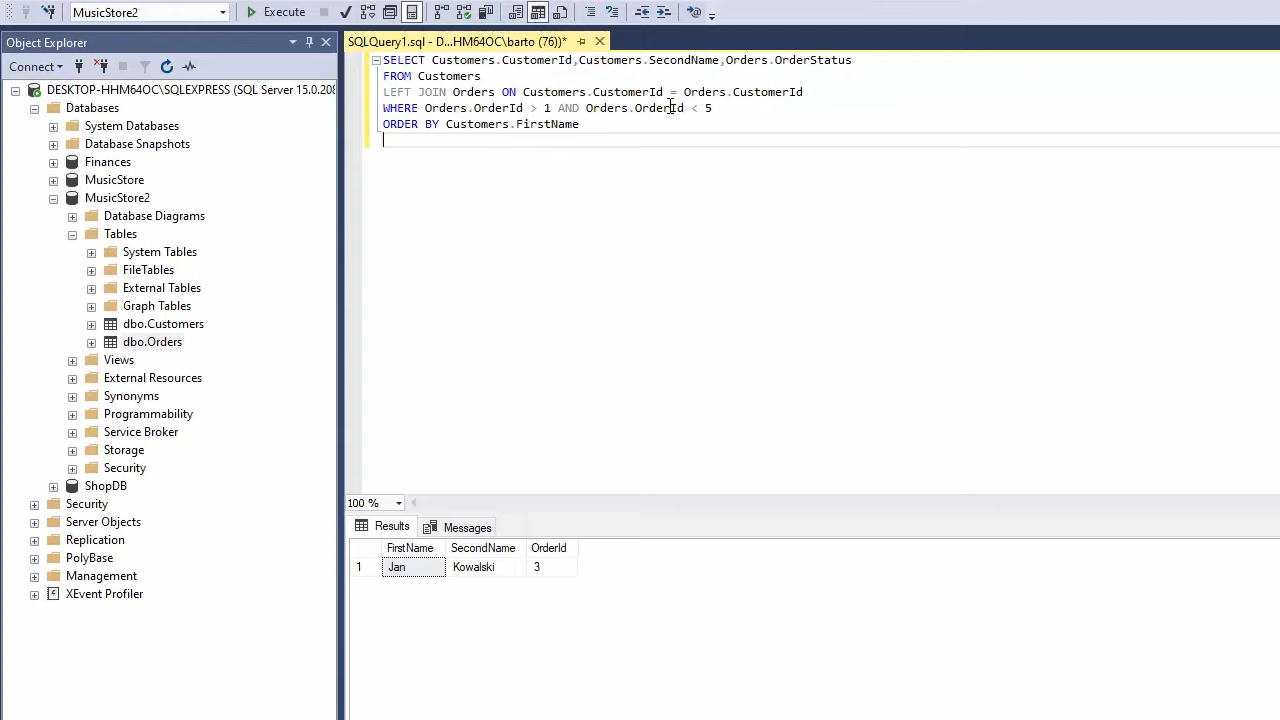 MusicStore2
Execute
Object Explorer
SQLQuery1.sql - D...HM64OC\barto (76))*
Connect
DESKTOP-HHM64OC\SQLEXPRESS (SQL Server 15.0.208
Databases
System Databases
Database Snapshots
Finances
MusicStore
MusicStore2
Database Diagrams
Tables
System Tables
FileTables
External Tables
Graph Tables
dbo.Customers
dbo.Orders
Views
External Resources
Synonyms
Programmability
Service Broker
Storage
Security
ShopDB
Security
Server Objects
Replication
PolyBase
Management
XEvent Profiler
SELECT Customers.CustomerId,Customers.SecondName,Orders.OrderStatus
FROM Customers
LEFT JOIN Orders ON Customers.CustomerId = Orders.CustomerId
WHERE Orders.OrderId > 1 AND Orders.OrderId < 5
ORDER BY Customers.FirstName
100 %
Results Messages
FirstName SecondName OrderId
1 Jan Kowalski 3